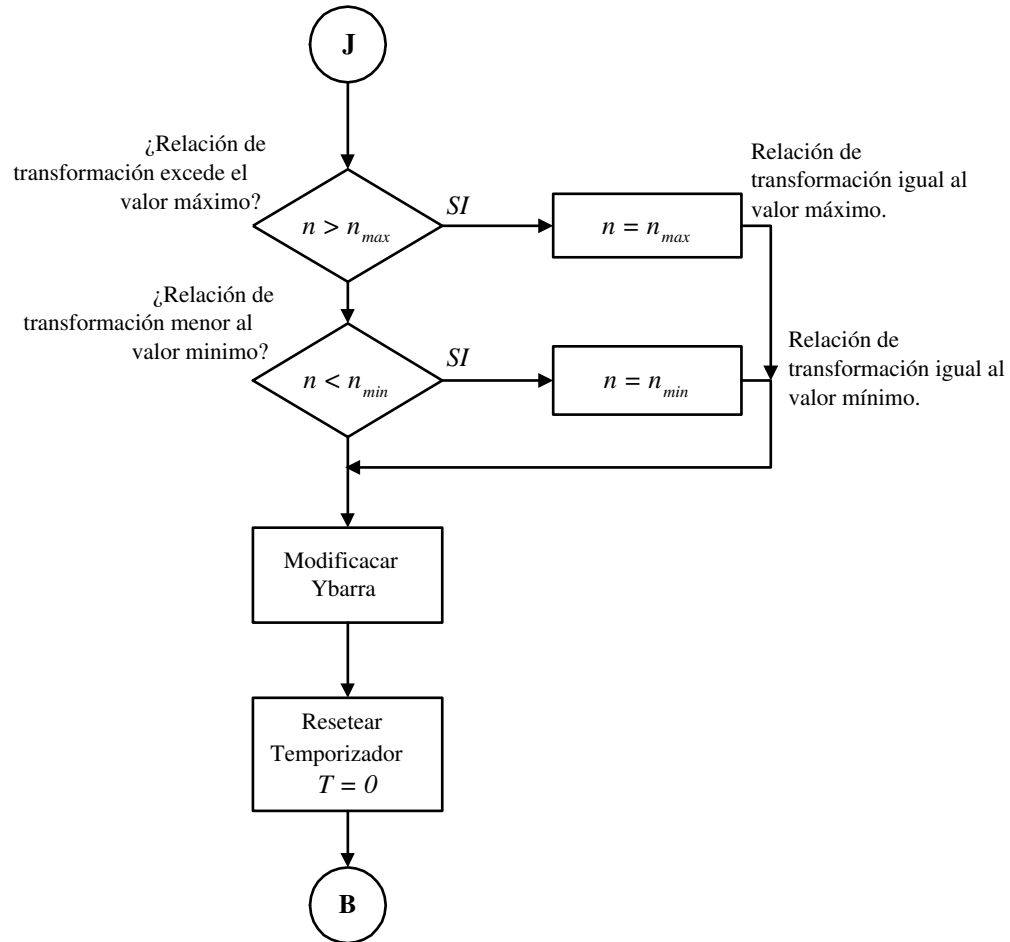 J
¿Relación de
transformación excede el
valor máximo?
n > n_max
SI
n = n_max
Relación de
transformación igual al
valor máximo.
¿Relación de
transformación menor al
valor minimo?
n < n_min
SI
n = n_min
Relación de
transformación igual al
valor mínimo.
Modificacar
Ybarra
Resetear
Temporizador
T = 0
B